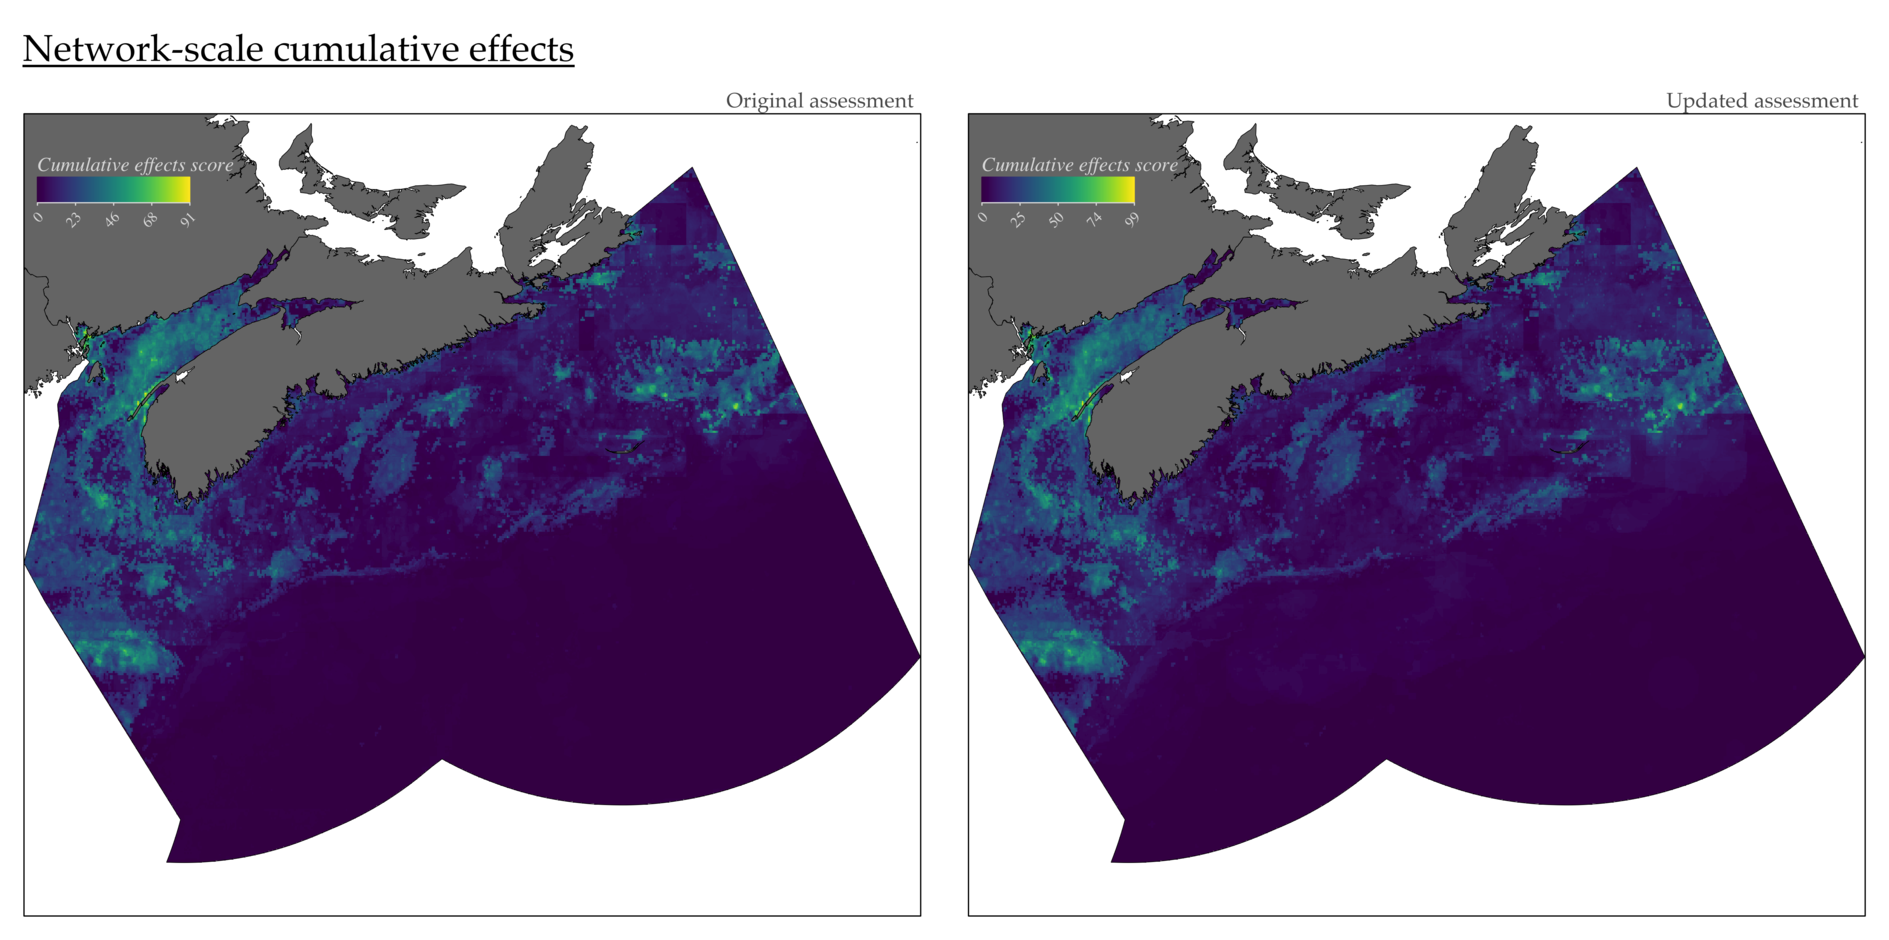 Network-scale cumulative effects
Original assessment
Cumulative effects score
0 23 46 68 91
Updated assessment
Cumulative effects score
0 25 50 74 99